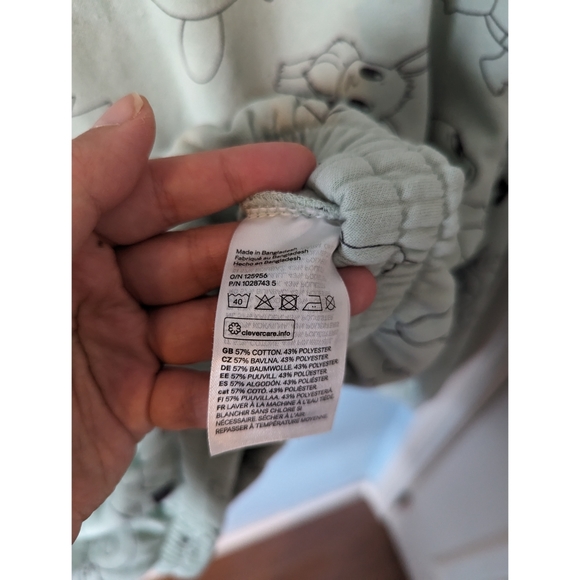 Made in Bangladesh
Fabriqué au Bangladesh
Hecho en Bangladesh
O/N 125956
P/N 1028743 5
40
clevercare.info
GB 57% COTTON. 43% POLYESTER
CZ 57% BAVLNA. 43% POLYESTER
DE 57% BAUMWOLLE. 43% POLYESTER
EE 57% PUUVILL. 43% POLÜESTER.
ES 57% ALGODÓN. 43% POLIÉSTER
cat 57% COTÓ. 43% POLIÈSTER
FI 57% PUUVILLAA. 43% POLYESTERIÄ
FR LAVER À LA MACHINE À L'EAU TIÈDE.
BLANCHIR SANS CHLORE SI
NÉCESSAIRE. SÉCHER À L'AIR.
REPASSER À TEMPÉRATURE MOYENNE.